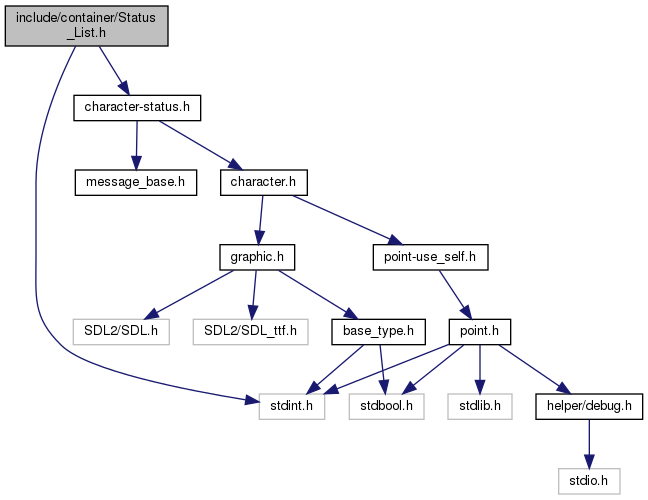 include/container/Status
_List.h
character-status.h
message_base.h
character.h
graphic.h
point-use_self.h
SDL2/SDL.h
SDL2/SDL_ttf.h
base_type.h
point.h
stdint.h
stdbool.h
stdlib.h
helper/debug.h
stdio.h